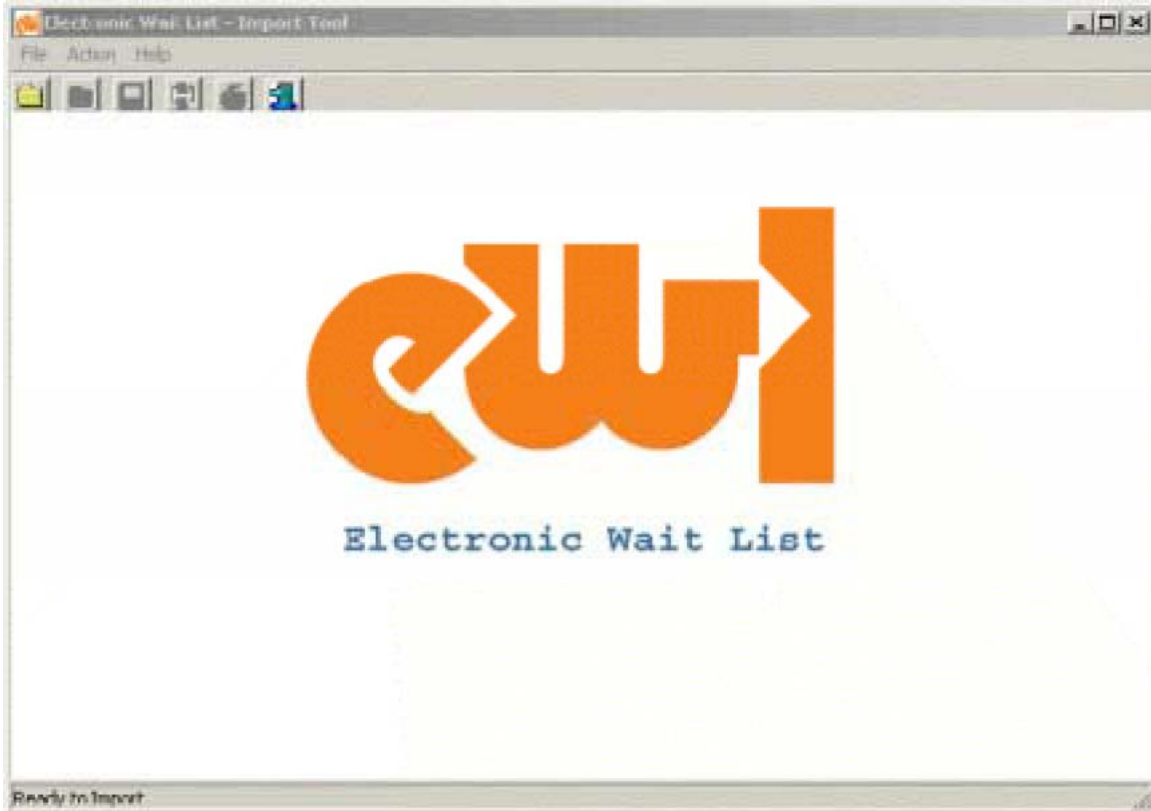 Electronic Wait List - Import Tool
File Action Help
ewl
Electronic Wait List
Ready to Import